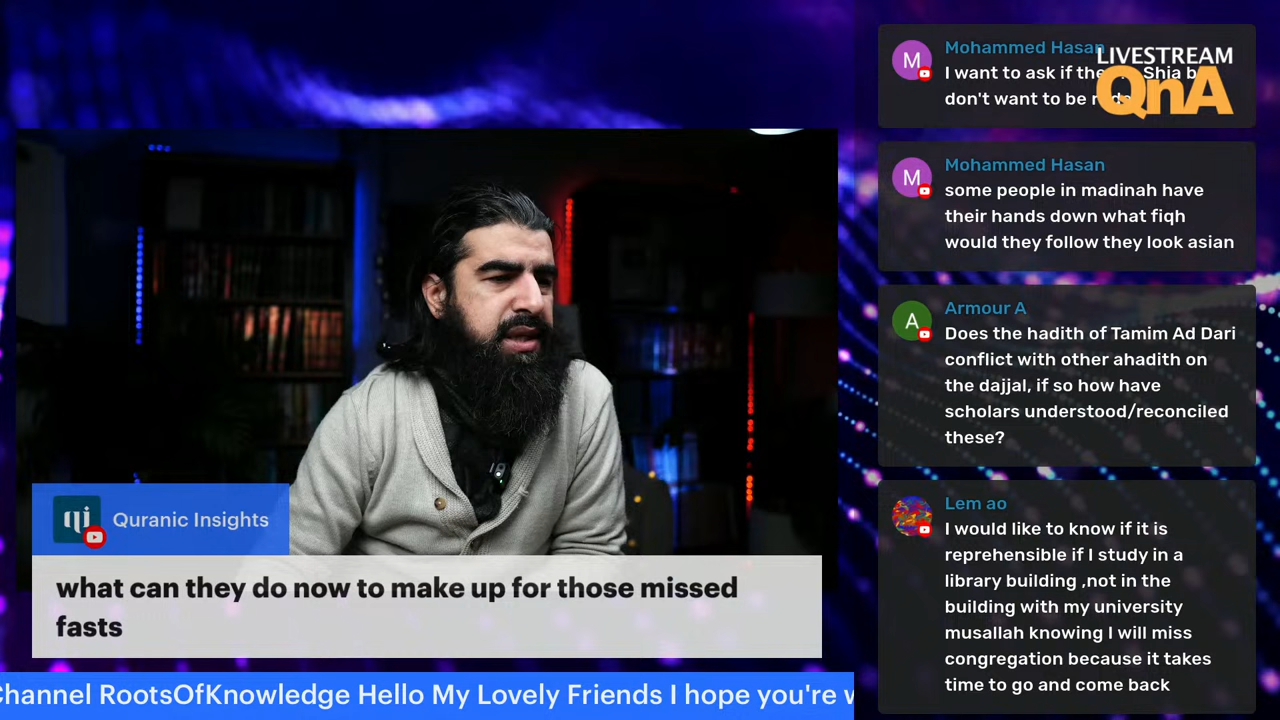 Quranic Insights
what can they do now to make up for those missed
fasts
Channel RootsOfKnowledge Hello My Lovely Friends I hope you're
LIVESTREAM
QnA
Mohammed Hasan
I want to ask if Shia
don't want to be
M
Mohammed Hasan
some people in madinah have
their hands down what fiqh
would they follow they look asian
M
Armour A
Does the hadith of Tamim Ad Dari
conflict with other ahadith on
the dajjal, if so how have
scholars understood/reconciled
these?
A
Lem ao
I would like to know if it is
reprehensible if I study in a
library building ,not in the
building with my university
musallah knowing I will miss
congregation because it takes
time to go and come back